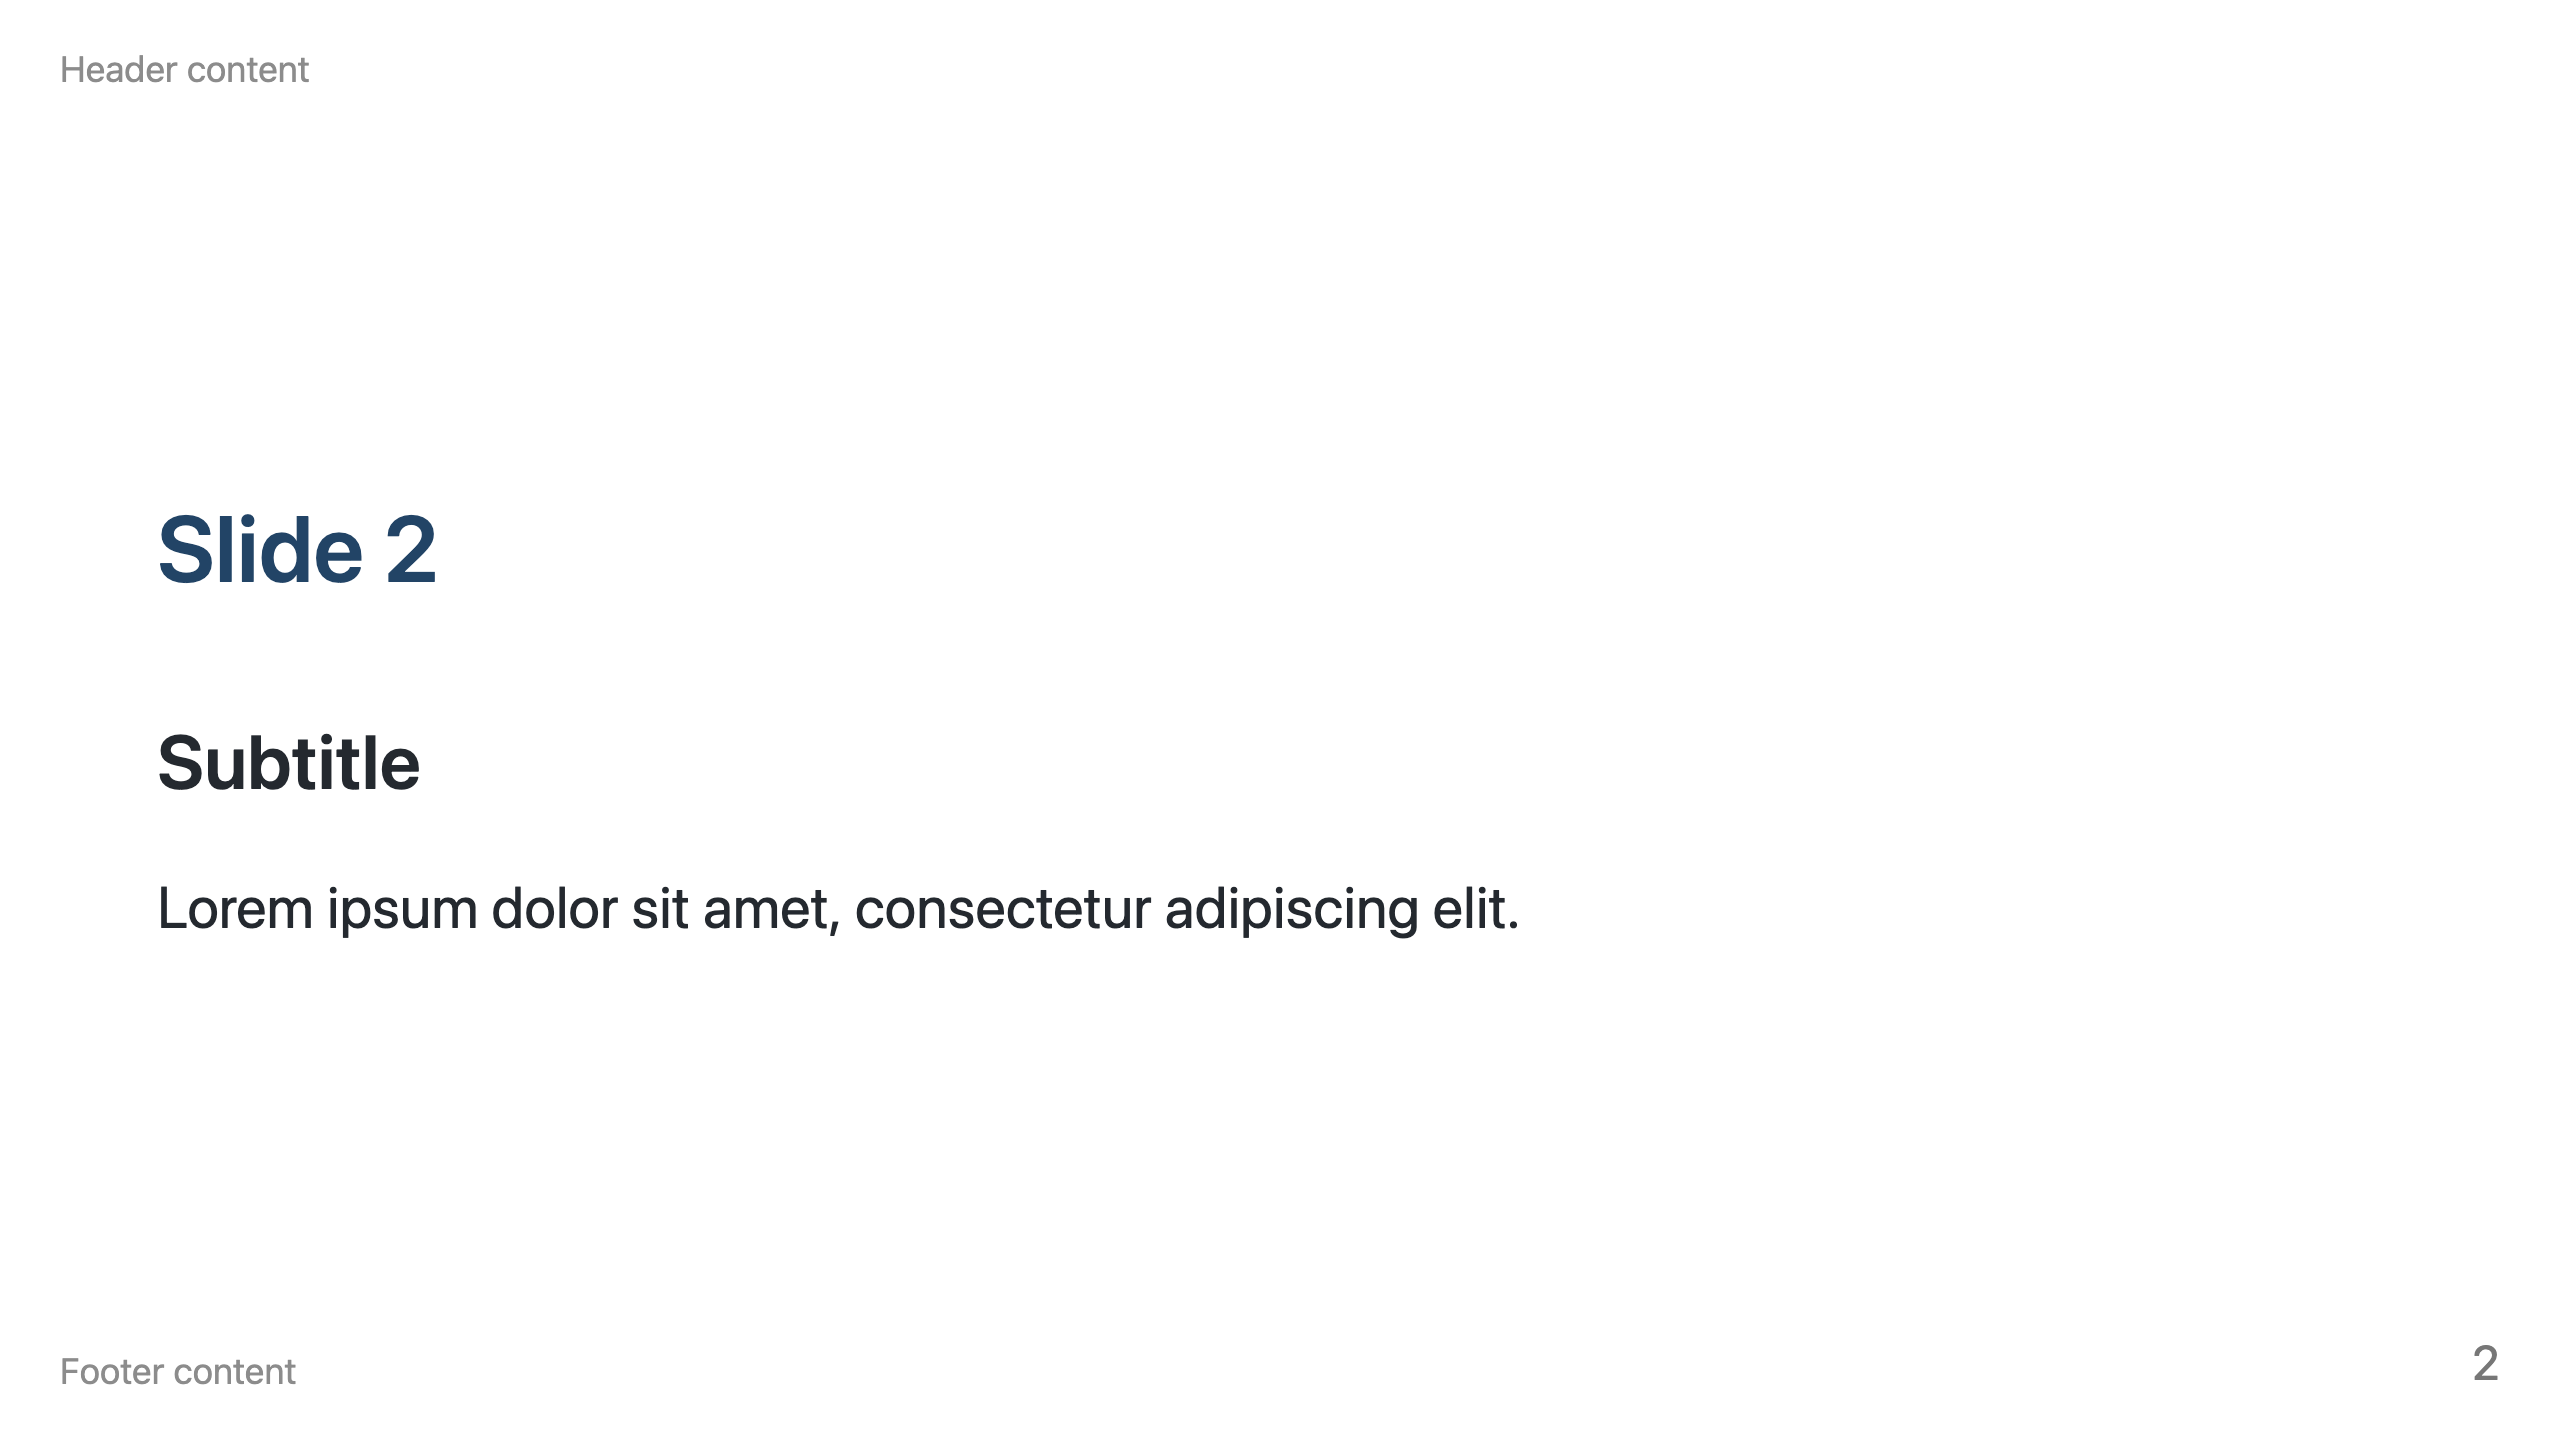 Header content
Slide 2
Subtitle
Lorem ipsum dolor sit amet, consectetur adipiscing elit.
Footer content
2